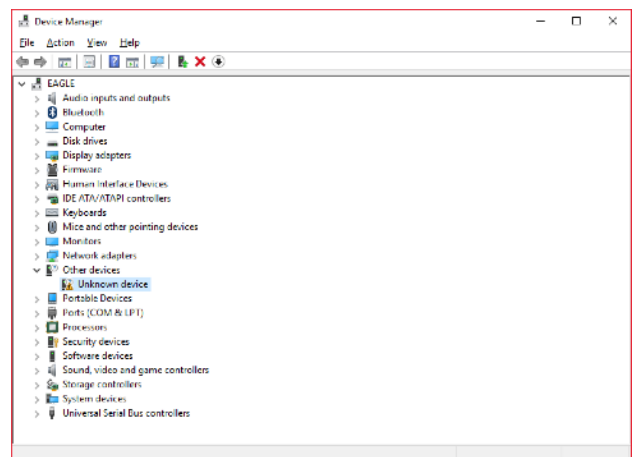 Device Manager
File Action View Help
EAGLE
Audio inputs and outputs
Bluetooth
Computer
Disk drives
Display adapters
Firmware
Human Interface Devices
IDE ATA/ATAPI controllers
Keyboards
Mice and other pointing devices
Monitors
Network adapters
Other devices
Unknown device
Portable Devices
Ports (COM & LPT)
Processors
Security devices
Software devices
Sound, video and game controllers
Storage controllers
System devices
Universal Serial Bus controllers